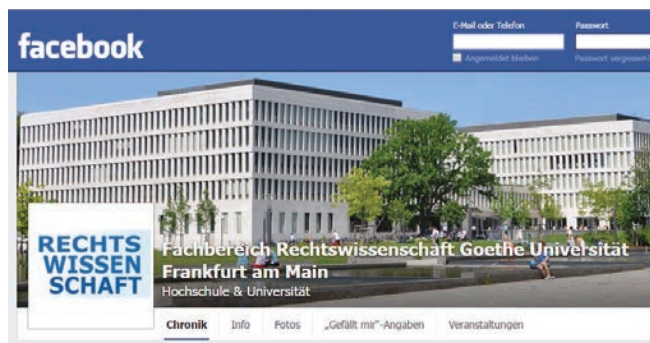 facebook
E-Mail oder Telefon
Passwort
Angemeldet bleiben
Passwort vergessen
RECHTS
WISSEN
SCHAFT
Fachbereich Rechtswissenschaft Goethe Universität
Frankfurt am Main
Hochschule & Universität
Chronik Info Fotos „Gefällt mir“-Angaben Veranstaltungen